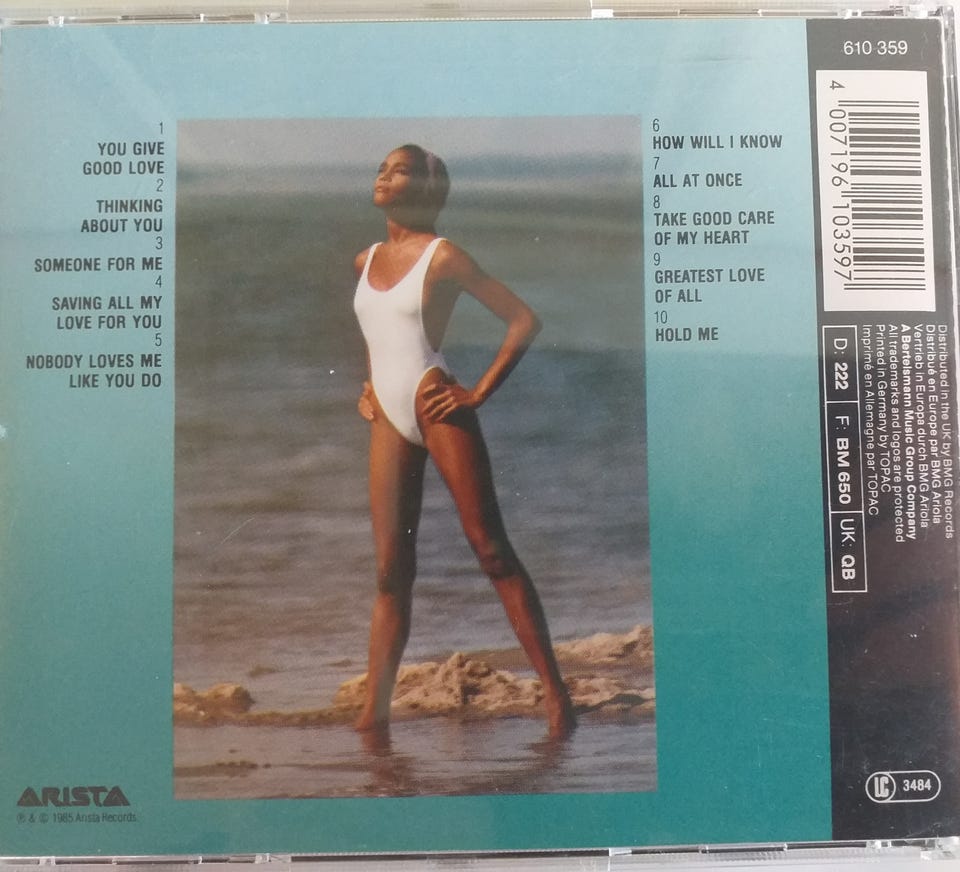 1
YOU GIVE
GOOD LOVE
2
THINKING
ABOUT YOU
3
SOMEONE FOR ME
4
SAVING ALL MY
LOVE FOR YOU
5
NOBODY LOVES ME
LIKE YOU DO
6
HOW WILL I KNOW
7
ALL AT ONCE
8
TAKE GOOD CARE
OF MY HEART
9
GREATEST LOVE
OF ALL
10
HOLD ME
610 359
4 007196 103597
D: 222 F: BM 650 UK: QB
Distributed in the UK by BMG Records
Distribué en Europe par BMG Ariola
Vertrieb in Europa durch BMG Ariola
A Bertelsmann Music Group Company
All trademarks and logos are protected
Printed in Germany by TOPAC
Imprimé en Allemagne par TOPAC
LC 3484
ARISTA
℗ & © 1985 Arista Records